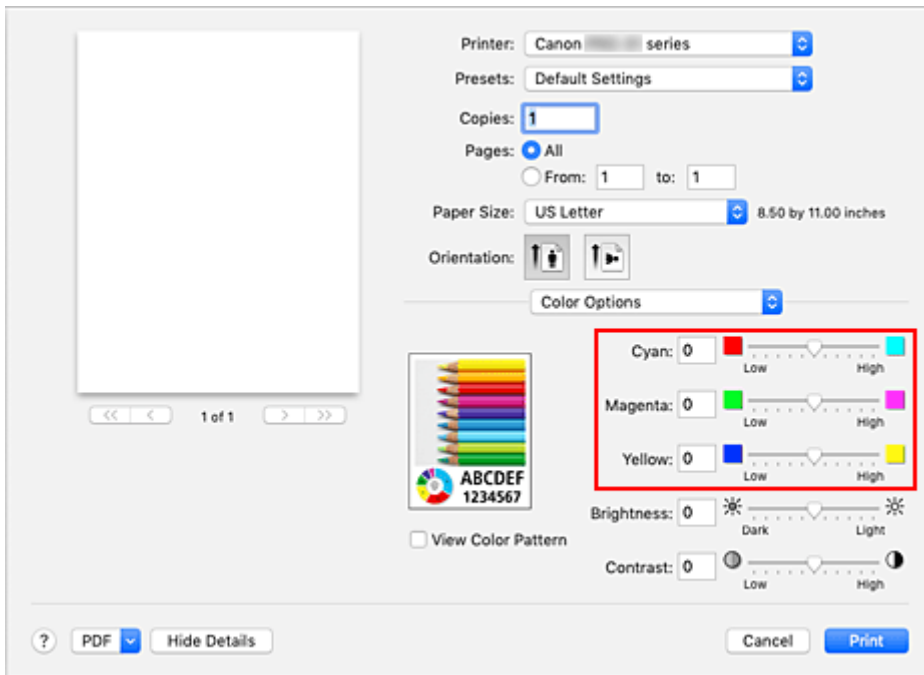 Printer: Canon series
Presets: Default Settings
Copies: 1
Pages: All
From: 1 to: 1
Paper Size: US Letter 8.50 by 11.00 inches
Orientation:
Color Options
Cyan: 0
Low High
Magenta: 0
Low High
Yellow: 0
Low High
Brightness: 0
Dark Light
Contrast: 0
Low High
<< < 1 of 1 > >>
ABCDEF
1234567
View Color Pattern
? PDF Hide Details Cancel Print